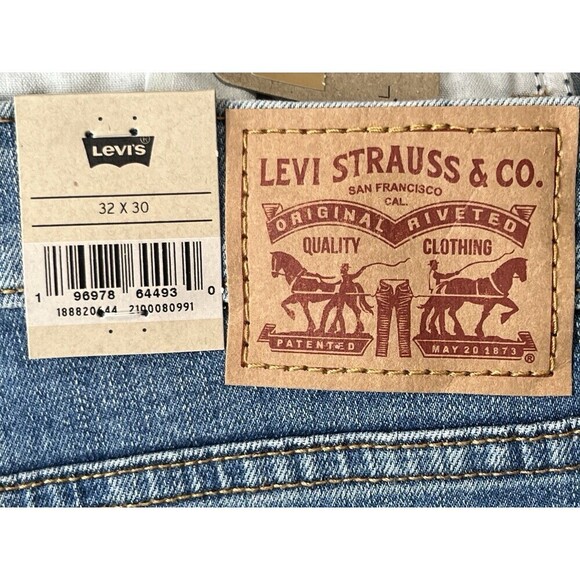 LEVI'S
32 X 30
1 96978 64493 0
188820644 2190080991
LEVI STRAUSS & CO.
SAN FRANCISCO
CAL.
ORIGINAL RIVETED
QUALITY CLOTHING
PATENTED MAY 20 1873